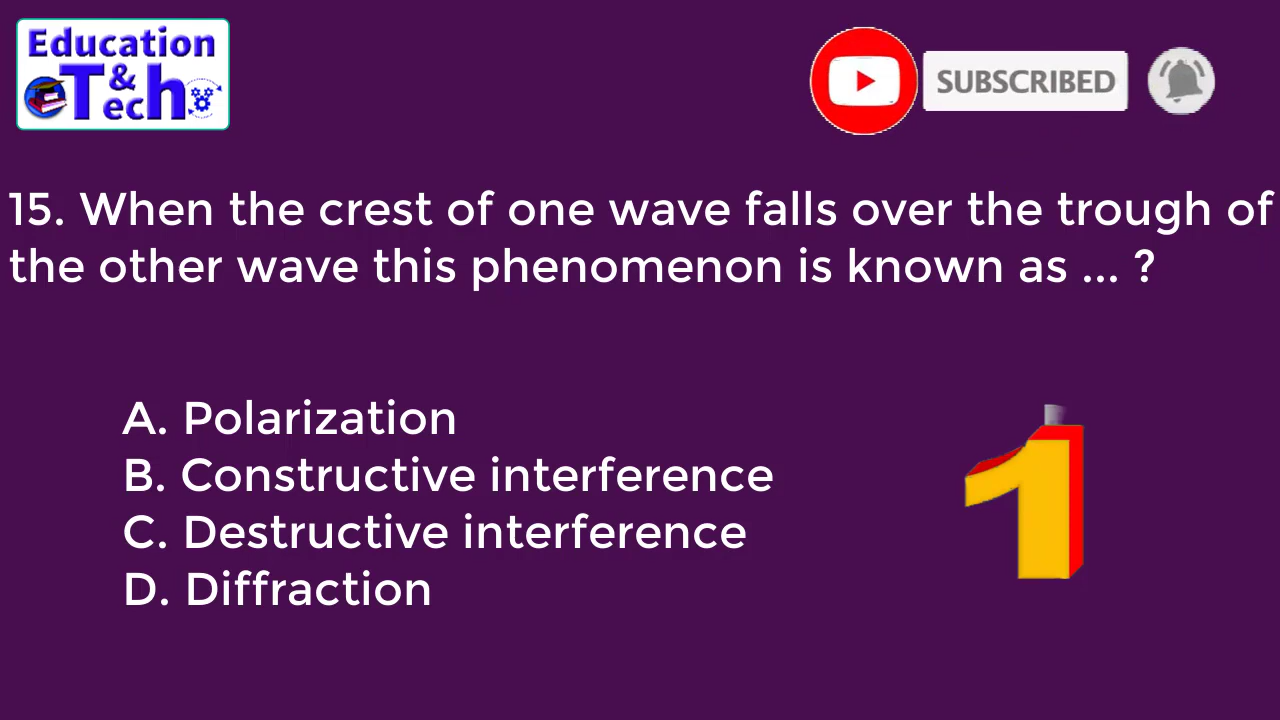 Education
&
Tech
SUBSCRIBED
15. When the crest of one wave falls over the trough of
the other wave this phenomenon is known as ... ?
A. Polarization
B. Constructive interference
C. Destructive interference
D. Diffraction
1